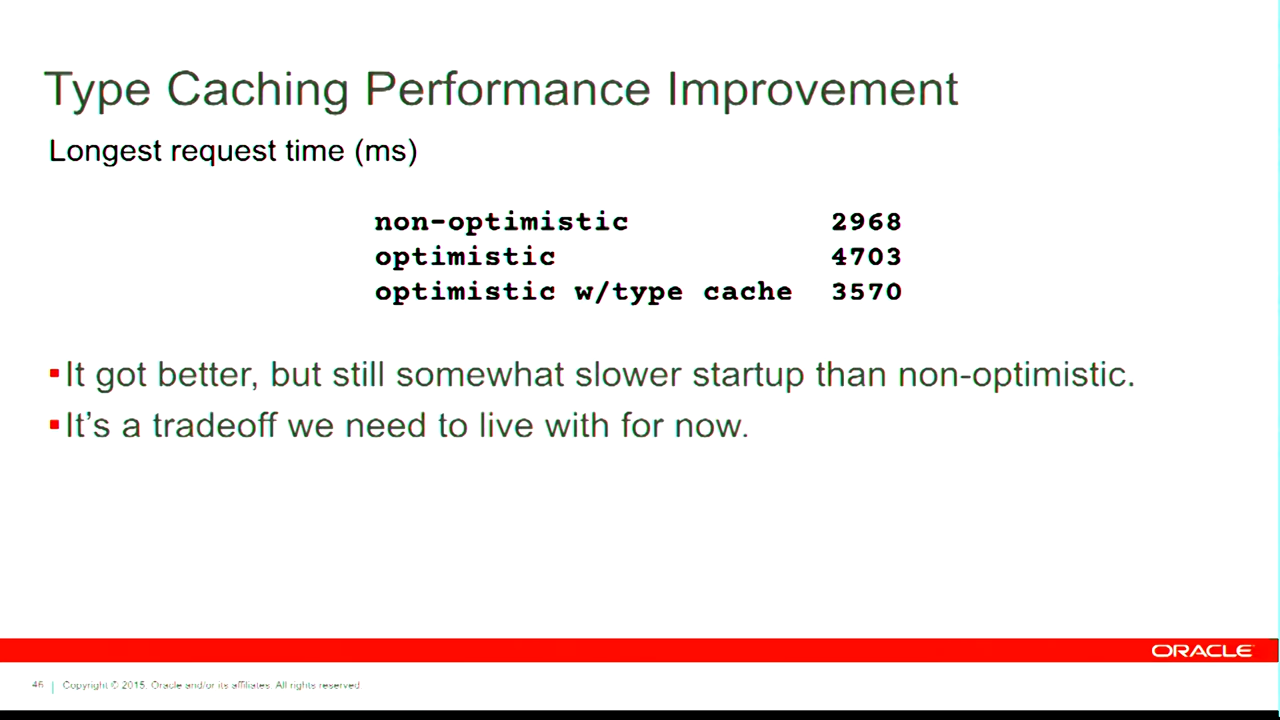 Type Caching Performance Improvement
Longest request time (ms)
non-optimistic 2968
optimistic 4703
optimistic w/type cache 3570
▪It got better, but still somewhat slower startup than non-optimistic.
▪It’s a tradeoff we need to live with for now.
ORACLE
46 | Copyright © 2015, Oracle and/or its affiliates. All rights reserved